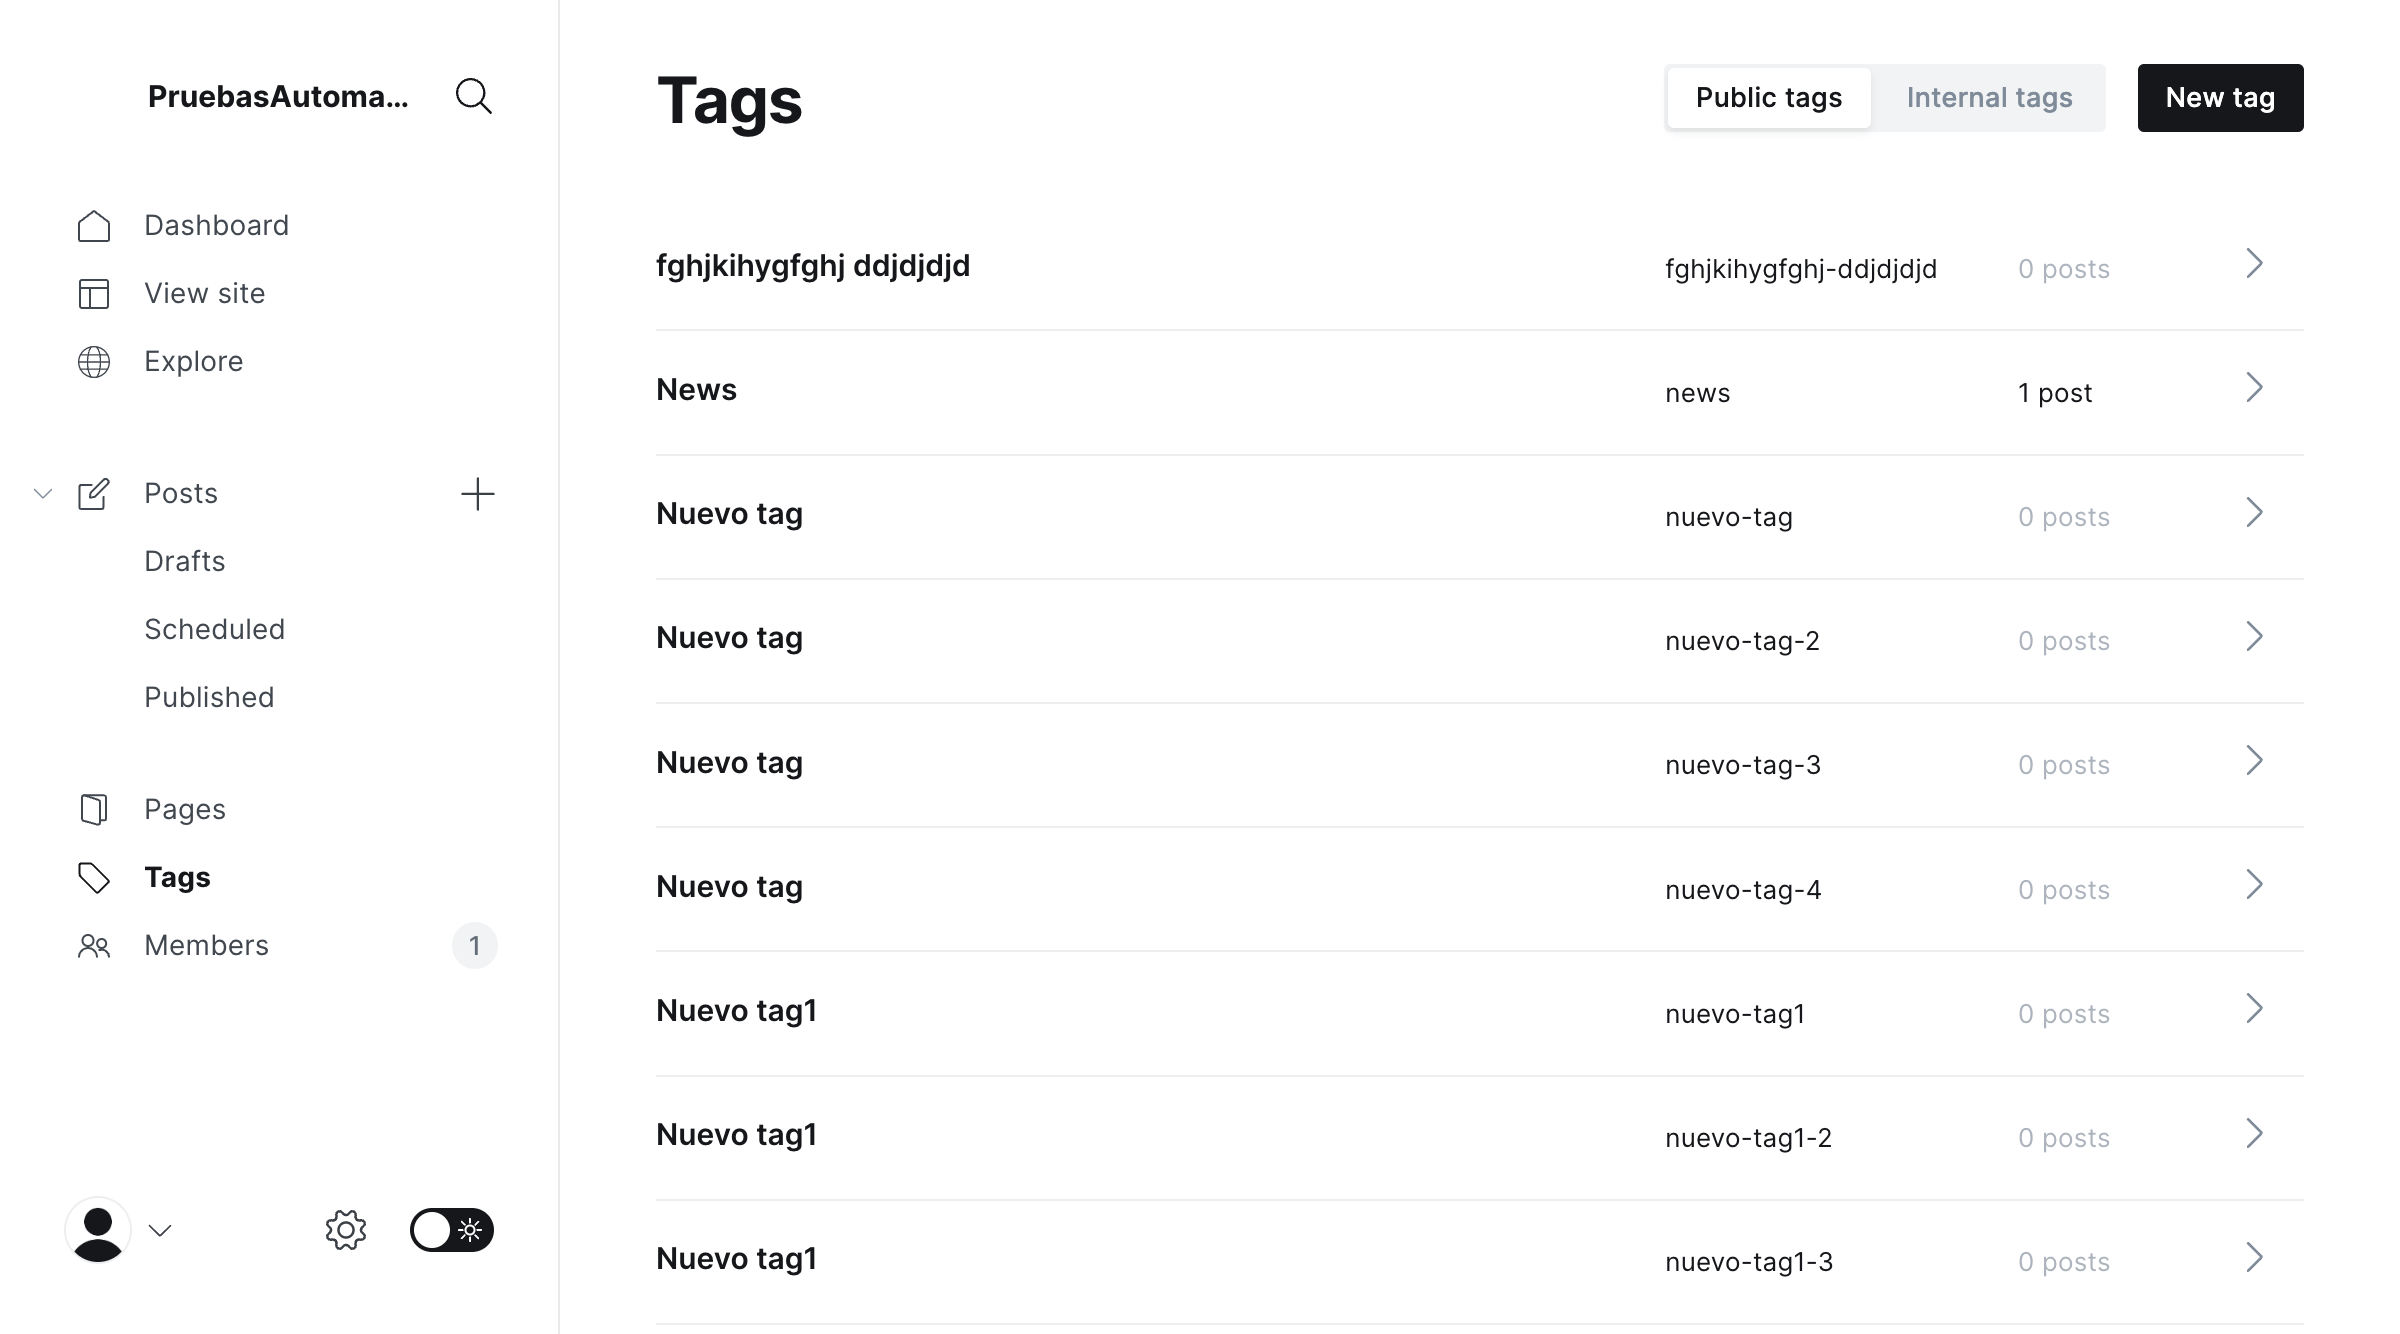 PruebasAutoma...
Dashboard
View site
Explore
Posts
Drafts
Scheduled
Published
Pages
Tags
Members 1
Tags
Public tags Internal tags New tag
fghjkihygfghj ddjdjdjd fghjkihygfghj-ddjdjdjd 0 posts
News news 1 post
Nuevo tag nuevo-tag 0 posts
Nuevo tag nuevo-tag-2 0 posts
Nuevo tag nuevo-tag-3 0 posts
Nuevo tag nuevo-tag-4 0 posts
Nuevo tag1 nuevo-tag1 0 posts
Nuevo tag1 nuevo-tag1-2 0 posts
Nuevo tag1 nuevo-tag1-3 0 posts